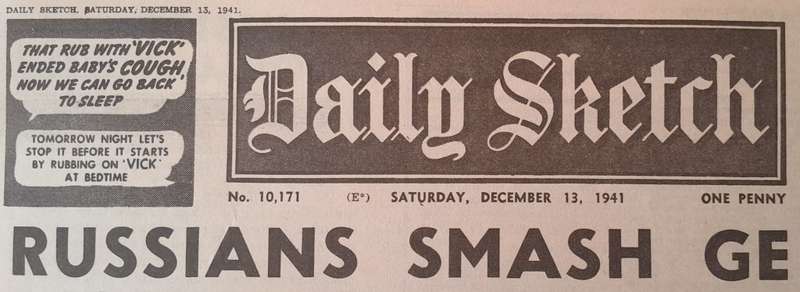 DAILY SKETCH, SATURDAY, DECEMBER 13, 1941.
THAT RUB WITH 'VICK'
ENDED BABY'S COUGH,
NOW WE CAN GO BACK
TO SLEEP
TOMORROW NIGHT LET'S
STOP IT BEFORE IT STARTS
BY RUBBING ON 'VICK'
AT BEDTIME
Daily Sketch
No. 10,171 (E*) SATURDAY, DECEMBER 13, 1941 ONE PENNY
RUSSIANS SMASH GE